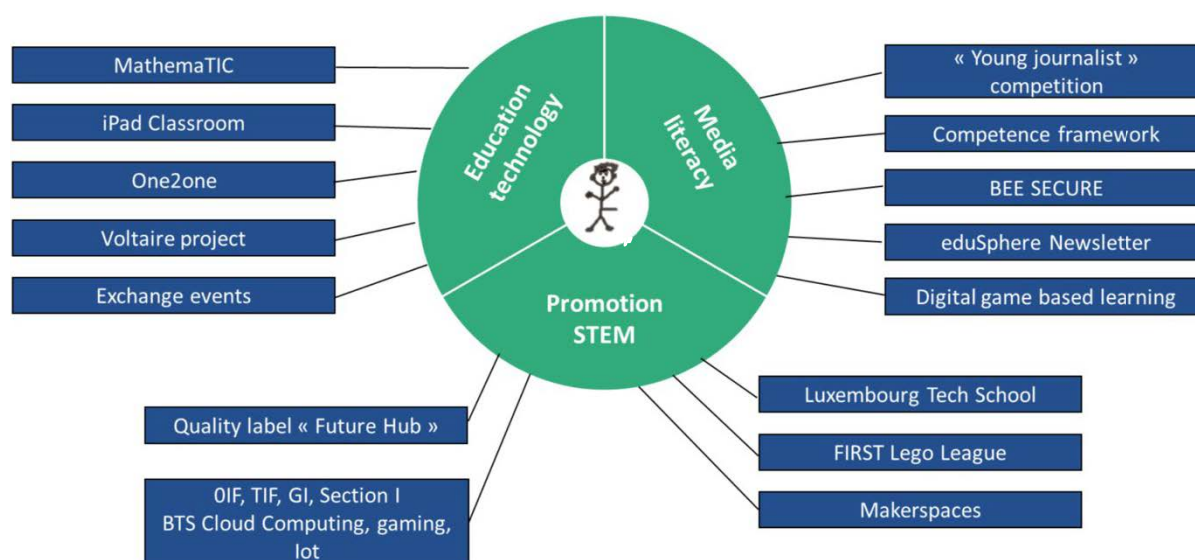 MathemaTIC
iPad Classroom
One2one
Voltaire project
Exchange events
Education
technology
Media
literacy
Promotion
STEM
« Young journalist »
competition
Competence framework
BEE SECURE
eduSphere Newsletter
Digital game based learning
Quality label « Future Hub »
0IF, TIF, GI, Section I
BTS Cloud Computing, gaming,
Iot
Luxembourg Tech School
FIRST Lego League
Makerspaces